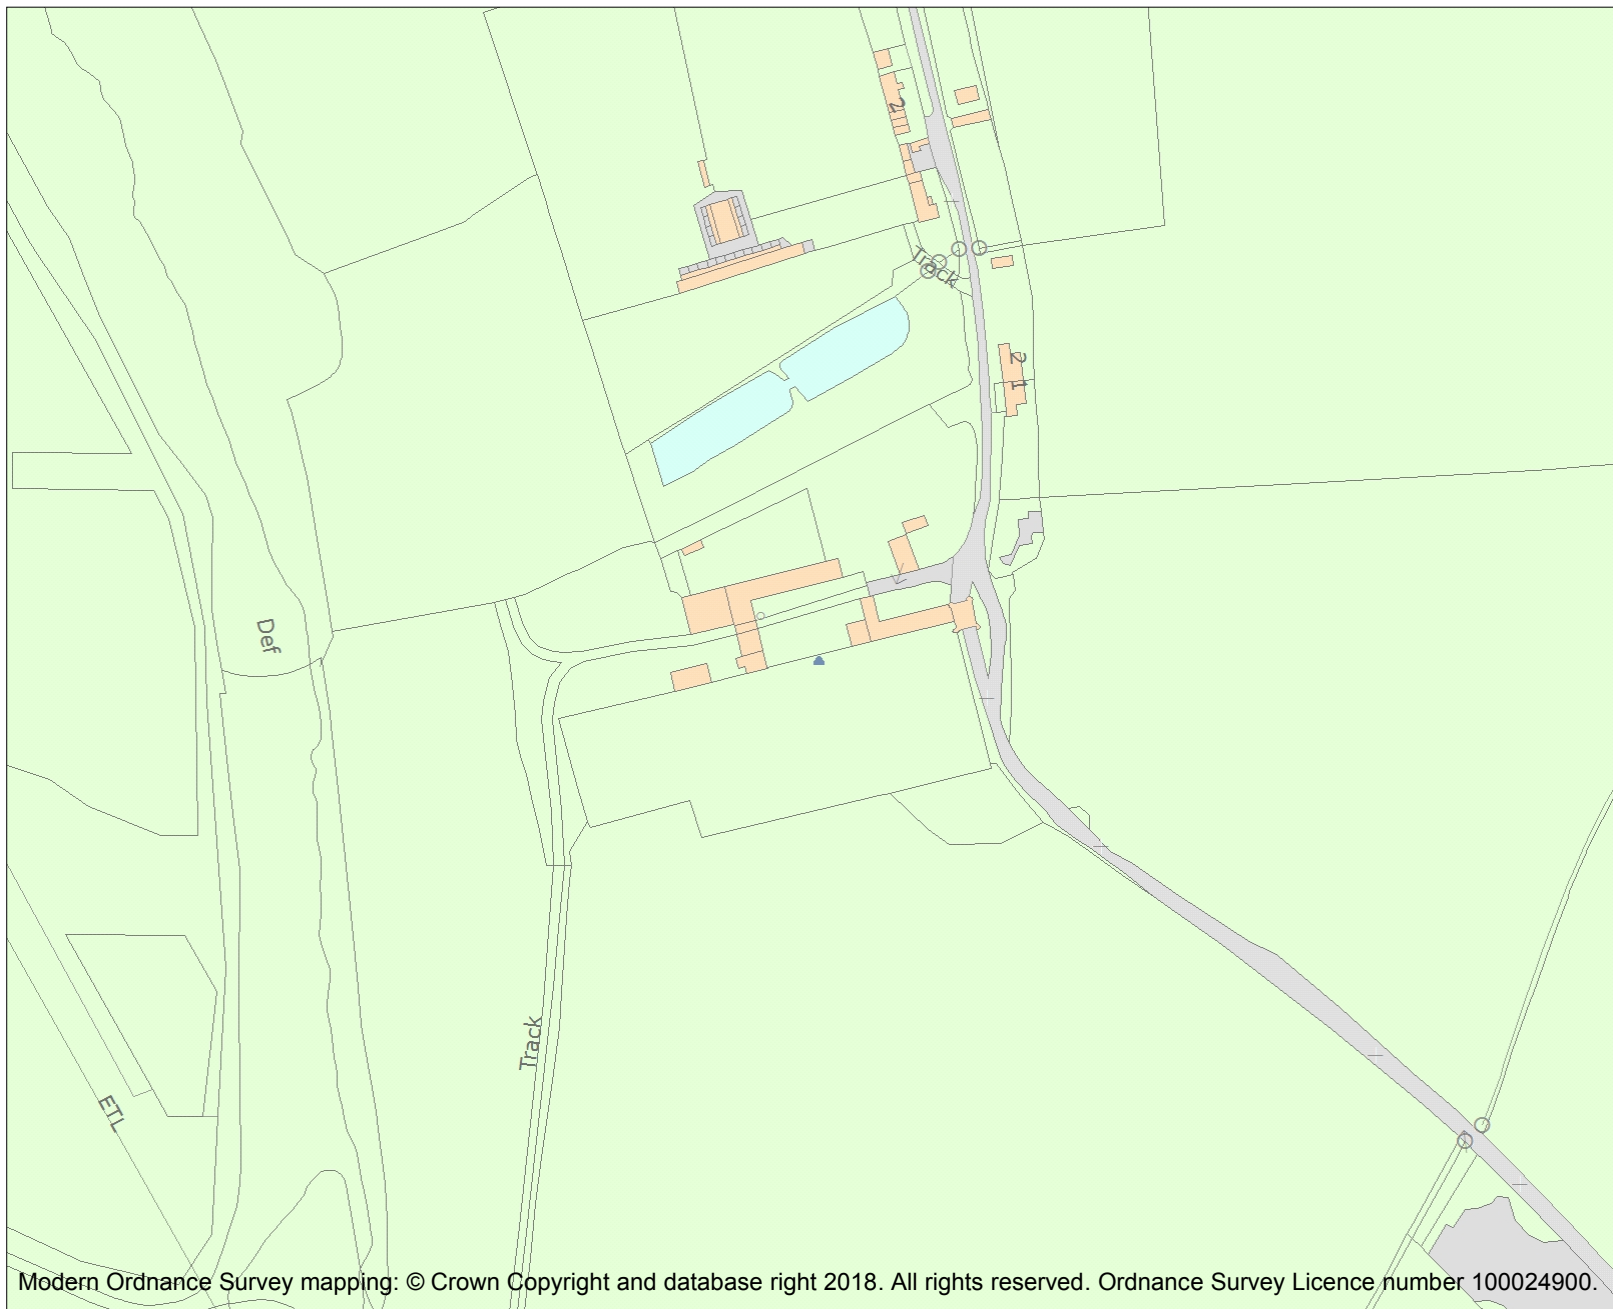 2
Track
2
1
Def
Track
ETL
Modern Ordnance Survey mapping: © Crown Copyright and database right 2018. All rights reserved. Ordnance Survey Licence number 100024900.